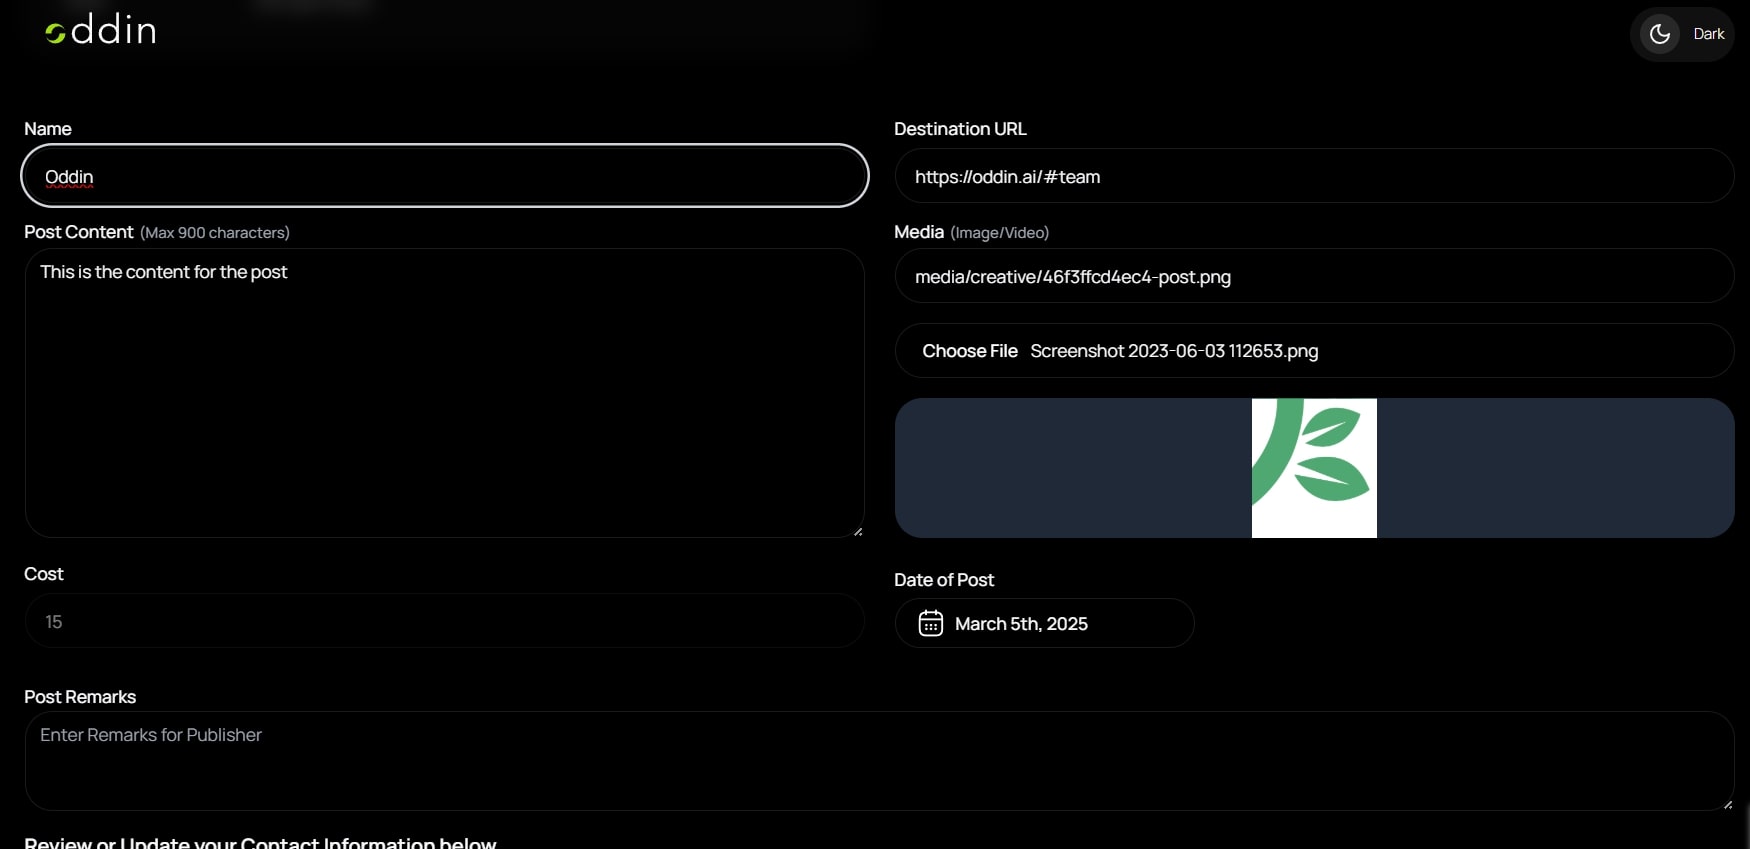 oddin
Dark
Name
Oddin
Destination URL
https://oddin.ai/#team
Post Content (Max 900 characters)
This is the content for the post
Media (Image/Video)
media/creative/46f3ffcd4ec4-post.png
Choose File Screenshot 2023-06-03 112653.png
Cost
15
Date of Post
March 5th, 2025
Post Remarks
Enter Remarks for Publisher
Review or Update your Contact Information below